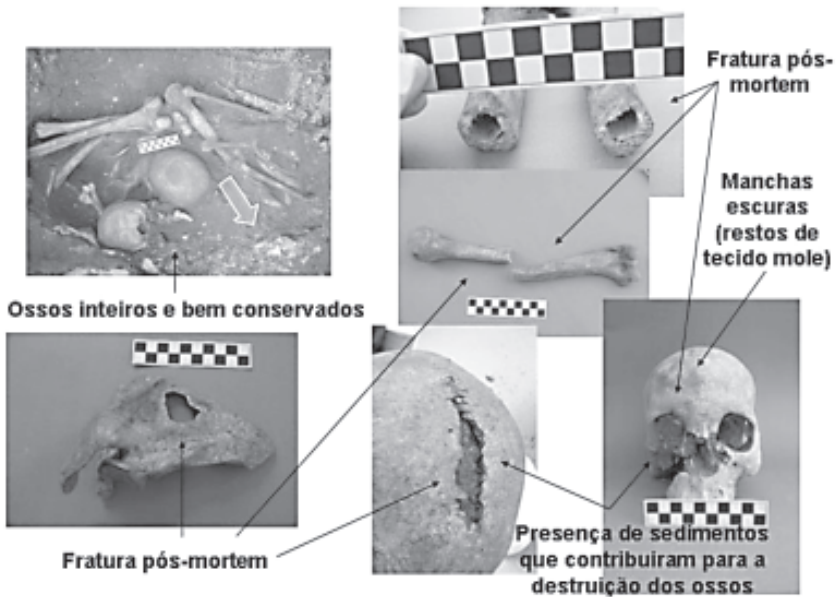 Fratura pós-
mortem
Manchas
escuras
(restos de
tecido mole)
Ossos inteiros e bem conservados
Fratura pós-mortem
Presença de sedimentos
que contribuiram para a
destruição dos ossos